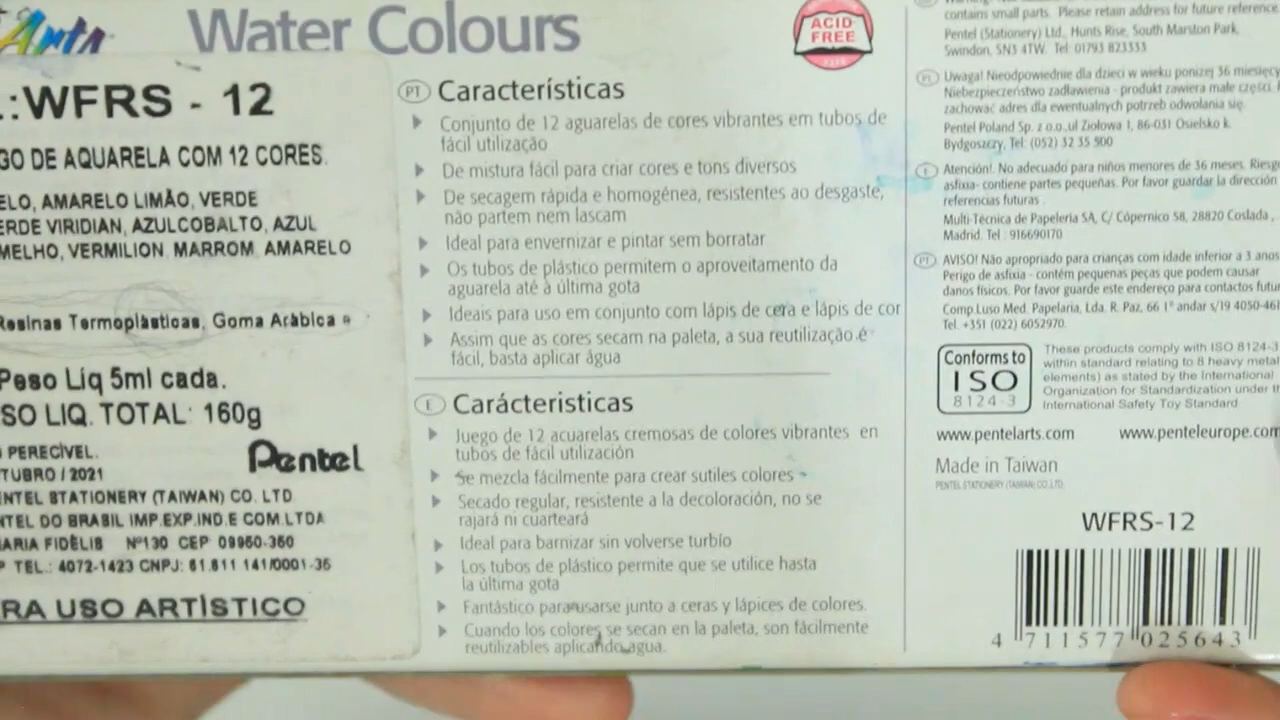 Arts
Water Colours
ACID
FREE
.:WFRS - 12
GO DE AQUARELA COM 12 CORES.
ELO, AMARELO LIMÃO, VERDE
ERDE VIRIDIAN, AZULCOBALTO, AZUL
MELHO, VERMILION MARROM AMARELO
Resinas Termoplásticas, Goma Arábica e
Peso Líq 5ml cada.
SO LIQ. TOTAL: 160g
PERECÍVEL.
TUBRO / 2021
Pentel
NTEL STATIONERY (TAIWAN) CO. LTD
NTEL DO BRASIL IMP.EXP.IND.E COM.LTDA
ARIA FIDÉLIS Nº130 CEP 09960-350
P TEL.: 4072-1423 CNPJ: 61.811 141/0001-36
RA USO ARTÍSTICO
PT Características
Conjunto de 12 aguarelas de cores vibrantes em tubos de
fácil utilização
De mistura fácil para criar cores e tons diversos
De secagem rápida e homogénea, resistentes ao desgaste,
não partem nem lascam
Ideal para envernizar e pintar sem borratar
Os tubos de plástico permitem o aproveitamento da
aguarela até à última gota
Ideais para uso em conjunto com lápis de cera e lápis de cor
Assim que as cores secam na paleta, a sua reutilização é
fácil, basta aplicar água
E Carácteristicas
Juego de 12 acuarelas cremosas de colores vibrantes en
tubos de fácil utilización
Se mezcla fácilmente para crear sutiles colores
Secado regular, resistente a la decoloración, no se
rajará ni cuarteará
Ideal para barnizar sin volverse turbio
Los tubos de plástico permite que se utilice hasta
la última gota
Fantástico para usarse junto a ceras y lápices de colores.
Cuando los colores se secan en la paleta, son fácilmente
reutilizables aplicando agua.
contains small parts. Please retain address for future reference
Pentel (Stationery) Ltd., Hunts Rise, South Marston Park,
Swindon, SN3 4TW. Tel: 01793 823333
PL Uwaga! Nieodpowiednie dla dzieci w wieku poniżej 36 miesięcy
Niebezpieczeństwo zadławienia - produkt zawiera małe części.
zachować adres dla ewentualnych potrzeb odwołania się.
Pentel Poland Sp. z o.o.,ul Ziołowa 1, 86-031 Osielsko k.
Bydgoszczy, Tel: (052) 32 35 500
E Atención!. No adecuado para niños menores de 36 meses. Riesgo
asfixia- contiene partes pequeñas. Por favor guardar la dirección
referencias futuras .
Multi-Técnica de Papeleria SA, C/ Cópernico 58, 28820 Coslada ,
Madrid. Tel : 916690170
PT AVISO! Não apropriado para crianças com idade inferior a 3 anos
Perigo de asfixia - contém pequenas peças que podem causar
danos físicos. Por favor guarde este endereço para contactos futur
Comp.Luso Med. Papelaria, Lda. R. Paz, 66 1º andar s/19 4050-461
Tel. +351 (022) 6052970.
Conforms to
ISO
8124-3
These products comply with ISO 8124-3
within standard relating to 8 heavy metal
elements) as stated by the International
Organization for Standardization under th
International Safety Toy Standard
www.pentelarts.com www.penteleurope.com
Made in Taiwan
PENTEL STATIONERY (TAIWAN) CO.LTD.
WFRS-12
4 711577 025643